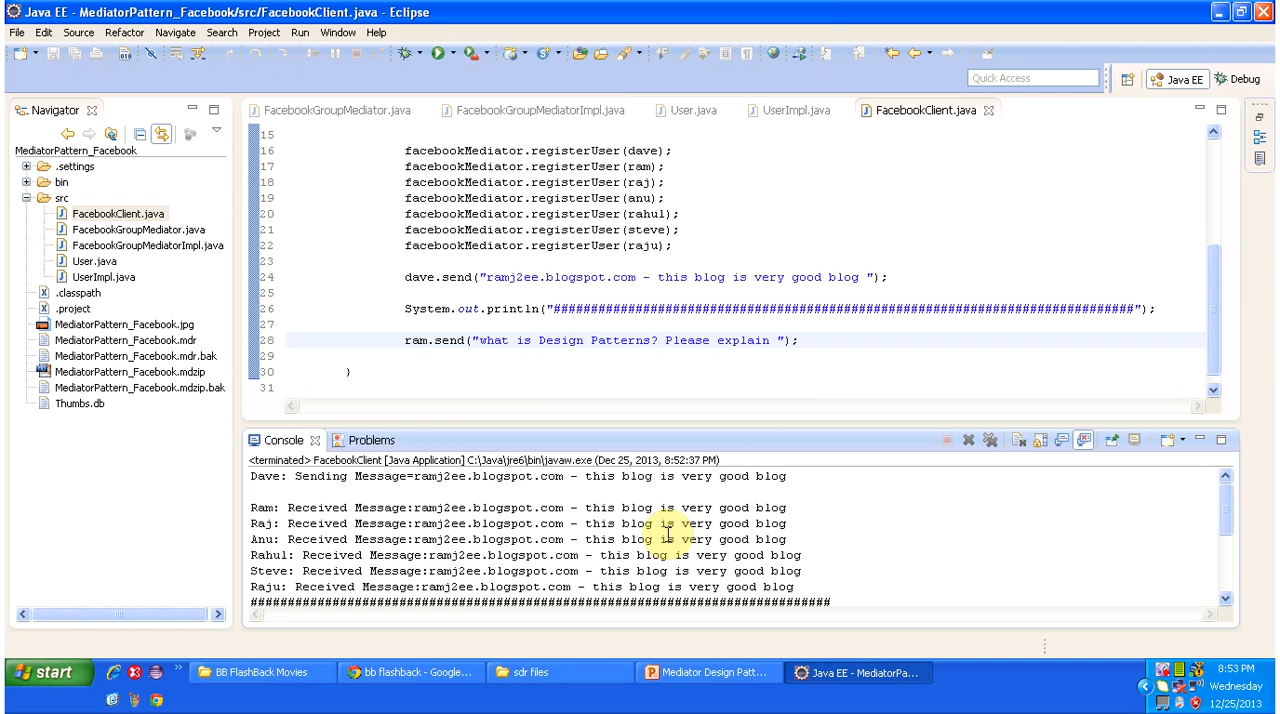 Java EE - MediatorPattern_Facebook/src/FacebookClient.java - Eclipse
File Edit Source Refactor Navigate Search Project Run Window Help
Quick Access
Java EE
Debug
Navigator
FacebookGroupMediator.java
FacebookGroupMediatorImpl.java
User.java
UserImpl.java
FacebookClient.java
MediatorPattern_Facebook
.settings
bin
src
FacebookClient.java
FacebookGroupMediator.java
FacebookGroupMediatorImpl.java
User.java
UserImpl.java
.classpath
.project
MediatorPattern_Facebook.jpg
MediatorPattern_Facebook.mdr
MediatorPattern_Facebook.mdr.bak
MediatorPattern_Facebook.mdzip
MediatorPattern_Facebook.mdzip.bak
Thumbs.db
15
16 facebookMediator.registerUser(dave);
17 facebookMediator.registerUser(ram);
18 facebookMediator.registerUser(raj);
19 facebookMediator.registerUser(anu);
20 facebookMediator.registerUser(rahul);
21 facebookMediator.registerUser(steve);
22 facebookMediator.registerUser(raju);
23
24 dave.send("ramj2ee.blogspot.com - this blog is very good blog ");
25
26 System.out.println("##############################################################################");
27
28 ram.send("what is Design Patterns? Please explain ");
29
30 }
31
Console
Problems
<terminated> FacebookClient [Java Application] C:\Java\jre6\bin\javaw.exe (Dec 25, 2013, 8:52:37 PM)
Dave: Sending Message=ramj2ee.blogspot.com - this blog is very good blog
Ram: Received Message:ramj2ee.blogspot.com - this blog is very good blog
Raj: Received Message:ramj2ee.blogspot.com - this blog is very good blog
Anu: Received Message:ramj2ee.blogspot.com - this blog is very good blog
Rahul: Received Message:ramj2ee.blogspot.com - this blog is very good blog
Steve: Received Message:ramj2ee.blogspot.com - this blog is very good blog
Raju: Received Message:ramj2ee.blogspot.com - this blog is very good blog
##############################################################################
start
BB FlashBack Movies
bb flashback - Google...
sdr files
Mediator Design Patt...
Java EE - MediatorPa...
8:53 PM
Wednesday
12/25/2013